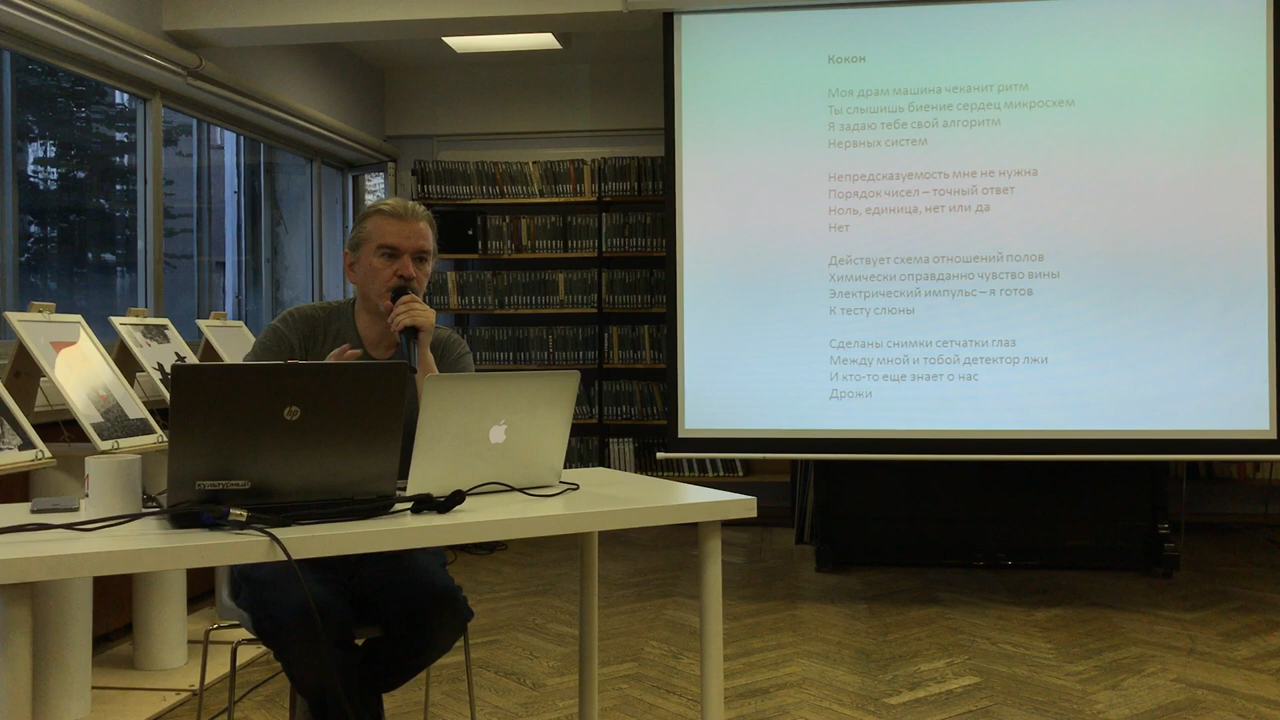 Кокон
Моя драм машина чеканит ритм
Ты слышишь биение сердец микросхем
Я задаю тебе свой алгоритм
Нервных систем
Непредсказуемость мне не нужна
Порядок чисел – точный ответ
Ноль, единица, нет или да
Нет
Действует схема отношений полов
Химически оправданно чувство вины
Электрический импульс – я готов
К тесту слюны
Сделаны снимки сетчатки глаз
Между мной и тобой детектор лжи
И кто-то еще знает о нас
Дрожи
hp